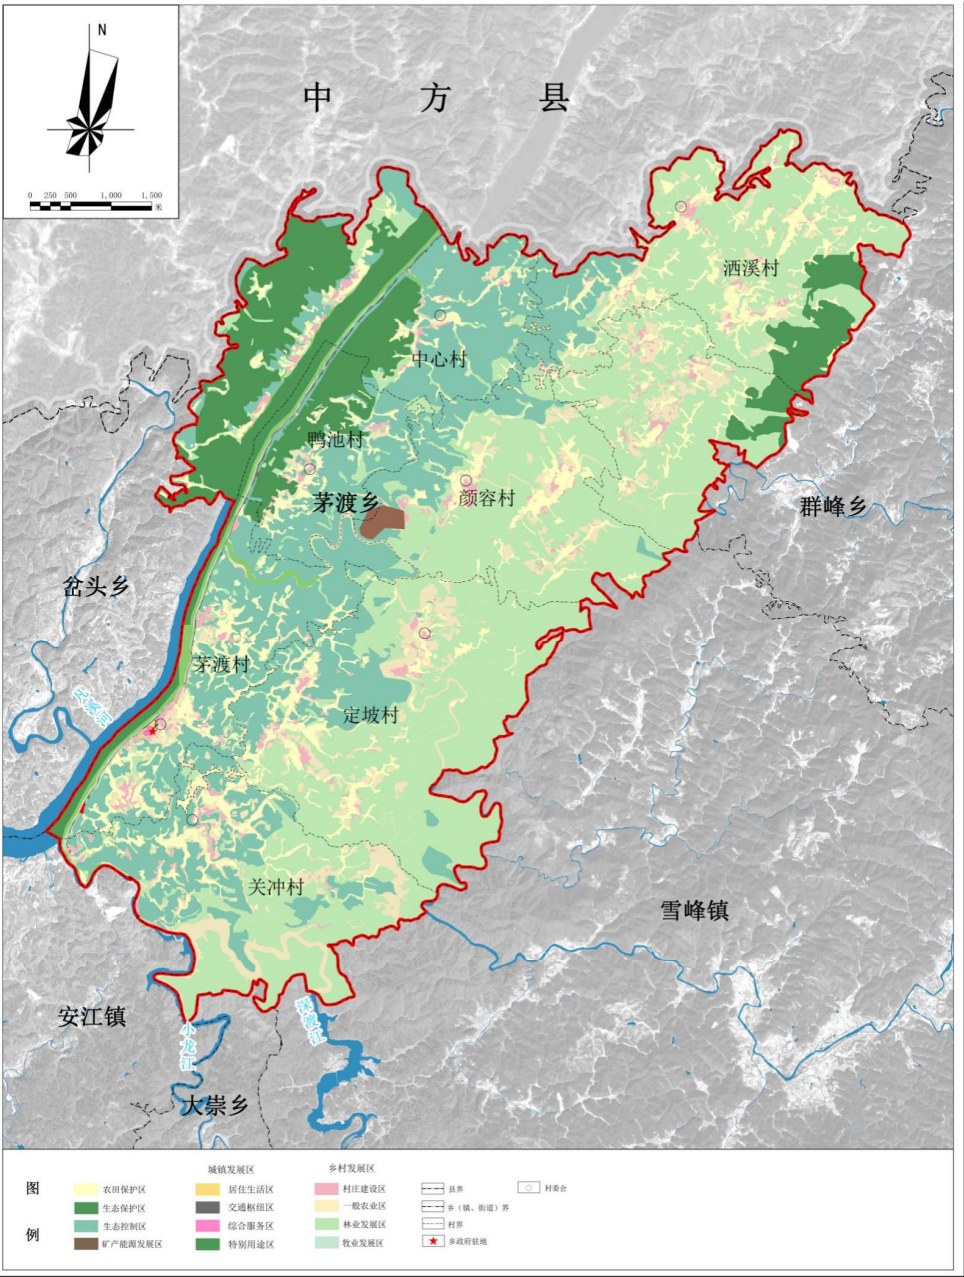 N
0 250 500 1,000 1,500
米
中方县
洒溪村
中心村
鸭池村
茅渡乡
颜容村
群峰乡
岔头乡
茅渡村
凡溪河
定坡村
关冲村
雪峰镇
安江镇
深渡江
小龙江
大崇乡
图例
农田保护区
生态保护区
生态控制区
矿产能源发展区
城镇发展区
居住生活区
交通枢纽区
综合服务区
特别用途区
乡村发展区
村庄建设区
一般农业区
林业发展区
牧业发展区
县界
乡（镇、街道）界
村界
乡政府驻地
村委会